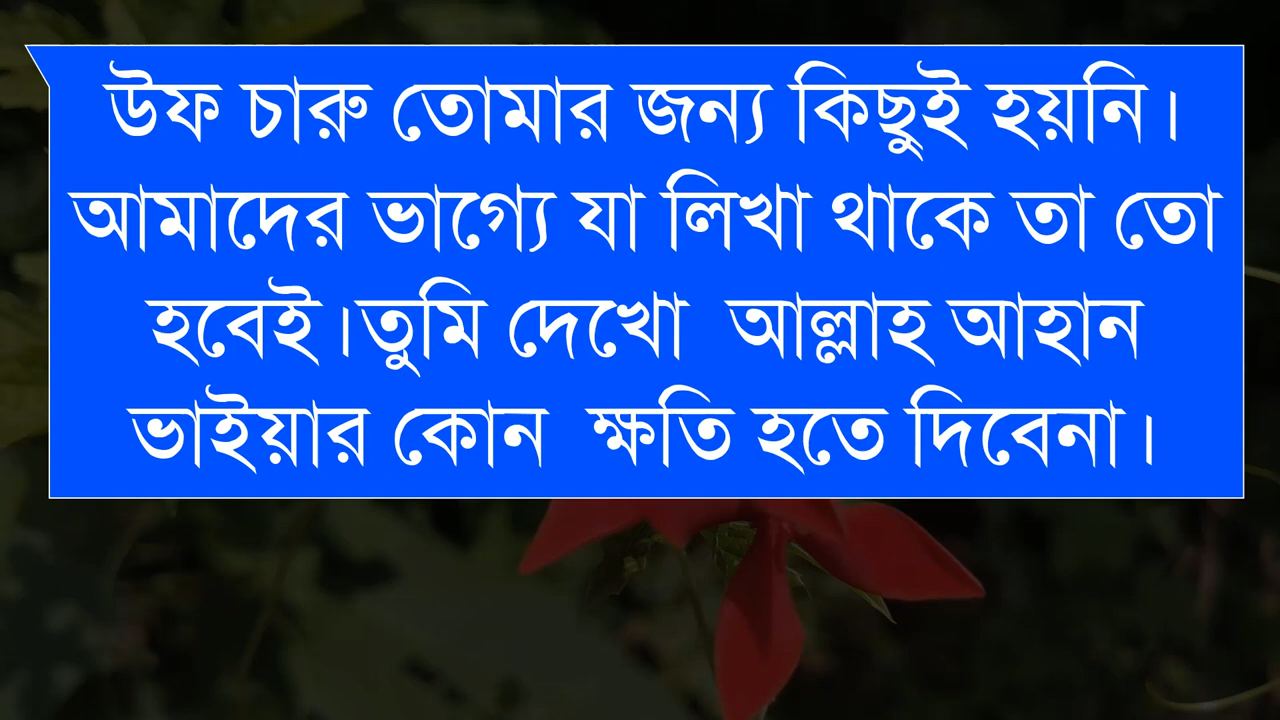 উফ চারু তোমার জন্য কিছুই হয়নি।
আমাদের ভাগ্যে যা লিখা থাকে তা তো
হবেই।তুমি দেখো  আল্লাহ আহান
ভাইয়ার কোন  ক্ষতি হতে দিবেনা।